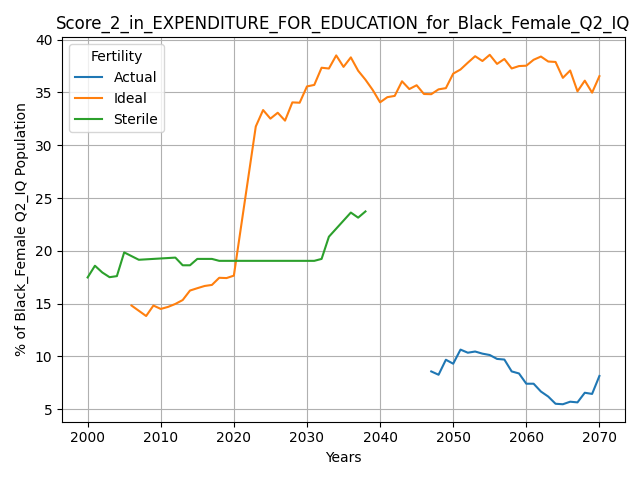 Score_2_in_EXPENDITURE_FOR_EDUCATION_for_Black_Female_Q2_IQ
Fertility
Actual
Ideal
Sterile
% of Black_Female Q2_IQ Population
40
35
30
25
20
15
10
5
2000 2010 2020 2030 2040 2050 2060 2070
Years